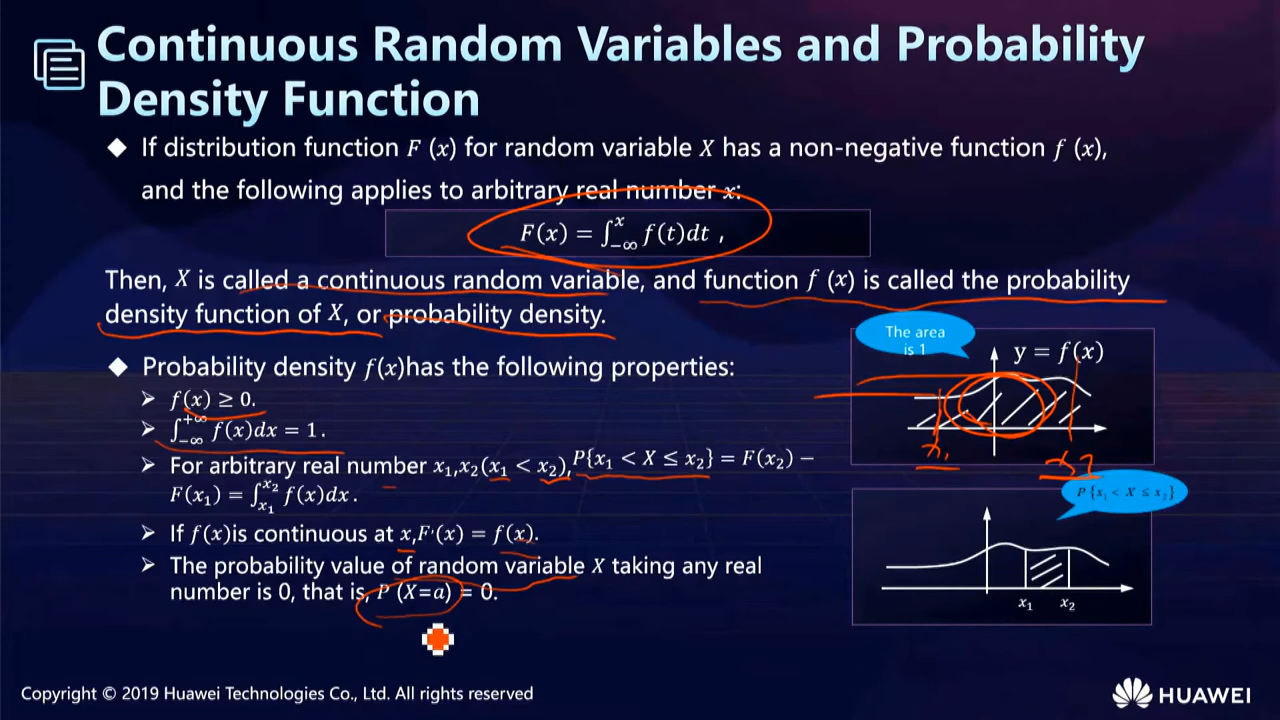 Continuous Random Variables and Probability
Density Function
◆ If distribution function F (x) for random variable X has a non-negative function f (x),
and the following applies to arbitrary real number x:
F(x) = ∫₋∞ˣ f(t)dt ,
Then, X is called a continuous random variable, and function f (x) is called the probability
density function of X, or probability density.
◆ Probability density f(x)has the following properties:
➢ f(x) ≥ 0.
➢ ∫₋∞⁺∞ f(x)dx = 1.
➢ For arbitrary real number x₁,x₂(x₁ < x₂),P{x₁ < X ≤ x₂} = F(x₂) −
F(x₁) = ∫ₓ₁ˣ² f(x)dx.
➢ If f(x)is continuous at x,F'(x) = f(x).
➢ The probability value of random variable X taking any real
number is 0, that is, P (X=a) = 0.
The area
is 1
y = f(x)
x₁
x2
P{x₁ < X ≤ x₂}
x₁ x₂
Copyright © 2019 Huawei Technologies Co., Ltd. All rights reserved
HUAWEI